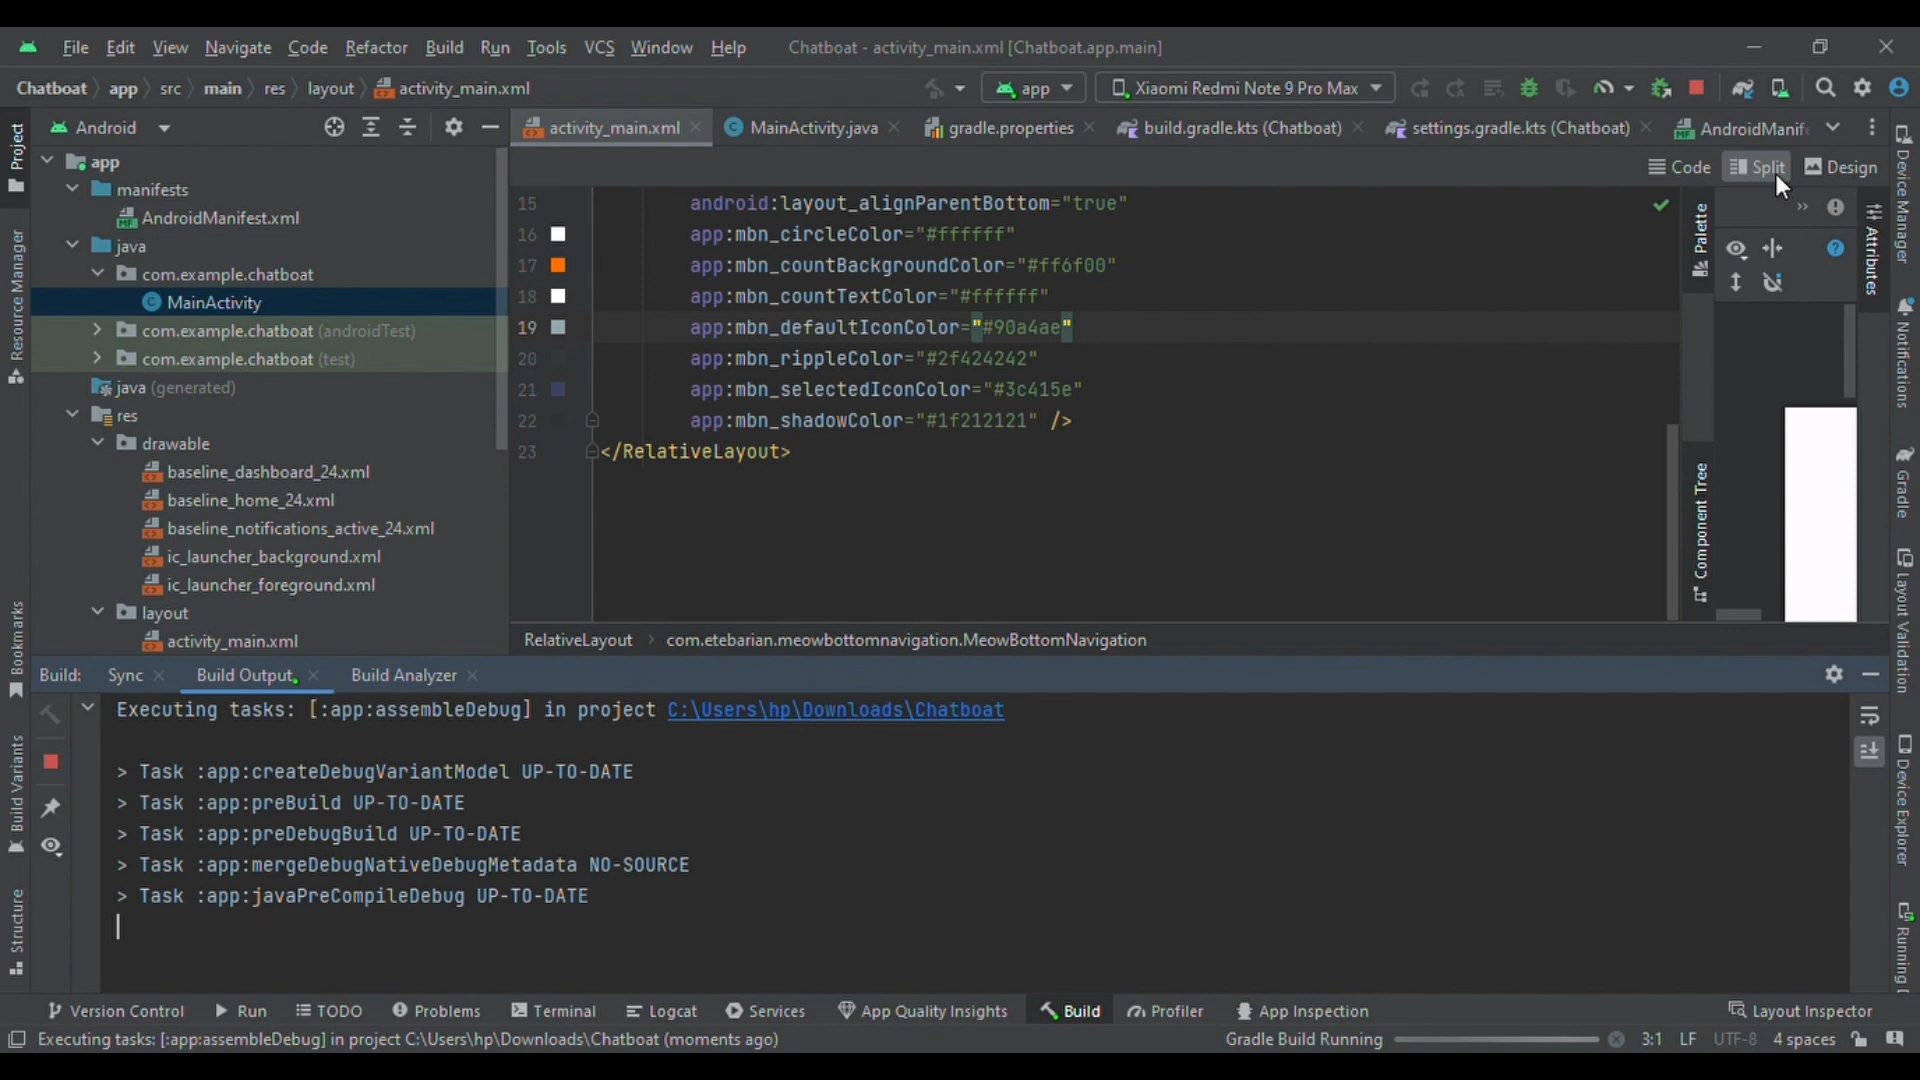 File Edit View Navigate Code Refactor Build Run Tools VCS Window Help Chatboat - activity_main.xml [Chatboat.app.main]
Chatboat app src main res layout activity_main.xml app Xiaomi Redmi Note 9 Pro Max
Android activity_main.xml MainActivity.java gradle.properties build.gradle.kts (Chatboat) settings.gradle.kts (Chatboat) AndroidManif
Code Split Design
Project
Resource Manager
Bookmarks
Build Variants
Structure
app
manifests
AndroidManifest.xml
java
com.example.chatboat
MainActivity
com.example.chatboat (androidTest)
com.example.chatboat (test)
java (generated)
res
drawable
baseline_dashboard_24.xml
baseline_home_24.xml
baseline_notifications_active_24.xml
ic_launcher_background.xml
ic_launcher_foreground.xml
layout
activity_main.xml
15 android:layout_alignParentBottom="true"
16 app:mbn_circleColor="#ffffff"
17 app:mbn_countBackgroundColor="#ff6f00"
18 app:mbn_countTextColor="#ffffff"
19 app:mbn_defaultIconColor="#90a4ae"
20 app:mbn_rippleColor="#2f424242"
21 app:mbn_selectedIconColor="#3c415e"
22 app:mbn_shadowColor="#1f212121" />
23 </RelativeLayout>
RelativeLayout com.etebarian.meowbottomnavigation.MeowBottomNavigation
Palette
Component Tree
Attributes
Device Manager
Notifications
Gradle
Layout Validation
Device Explorer
Running
Build: Sync Build Output Build Analyzer
Executing tasks: [:app:assembleDebug] in project C:\Users\hp\Downloads\Chatboat
> Task :app:createDebugVariantModel UP-TO-DATE
> Task :app:preBuild UP-TO-DATE
> Task :app:preDebugBuild UP-TO-DATE
> Task :app:mergeDebugNativeDebugMetadata NO-SOURCE
> Task :app:javaPreCompileDebug UP-TO-DATE
Version Control Run TODO Problems Terminal Logcat Services App Quality Insights Build Profiler App Inspection Layout Inspector
Executing tasks: [:app:assembleDebug] in project C:\Users\hp\Downloads\Chatboat (moments ago) Gradle Build Running 3:1 LF UTF-8 4 spaces